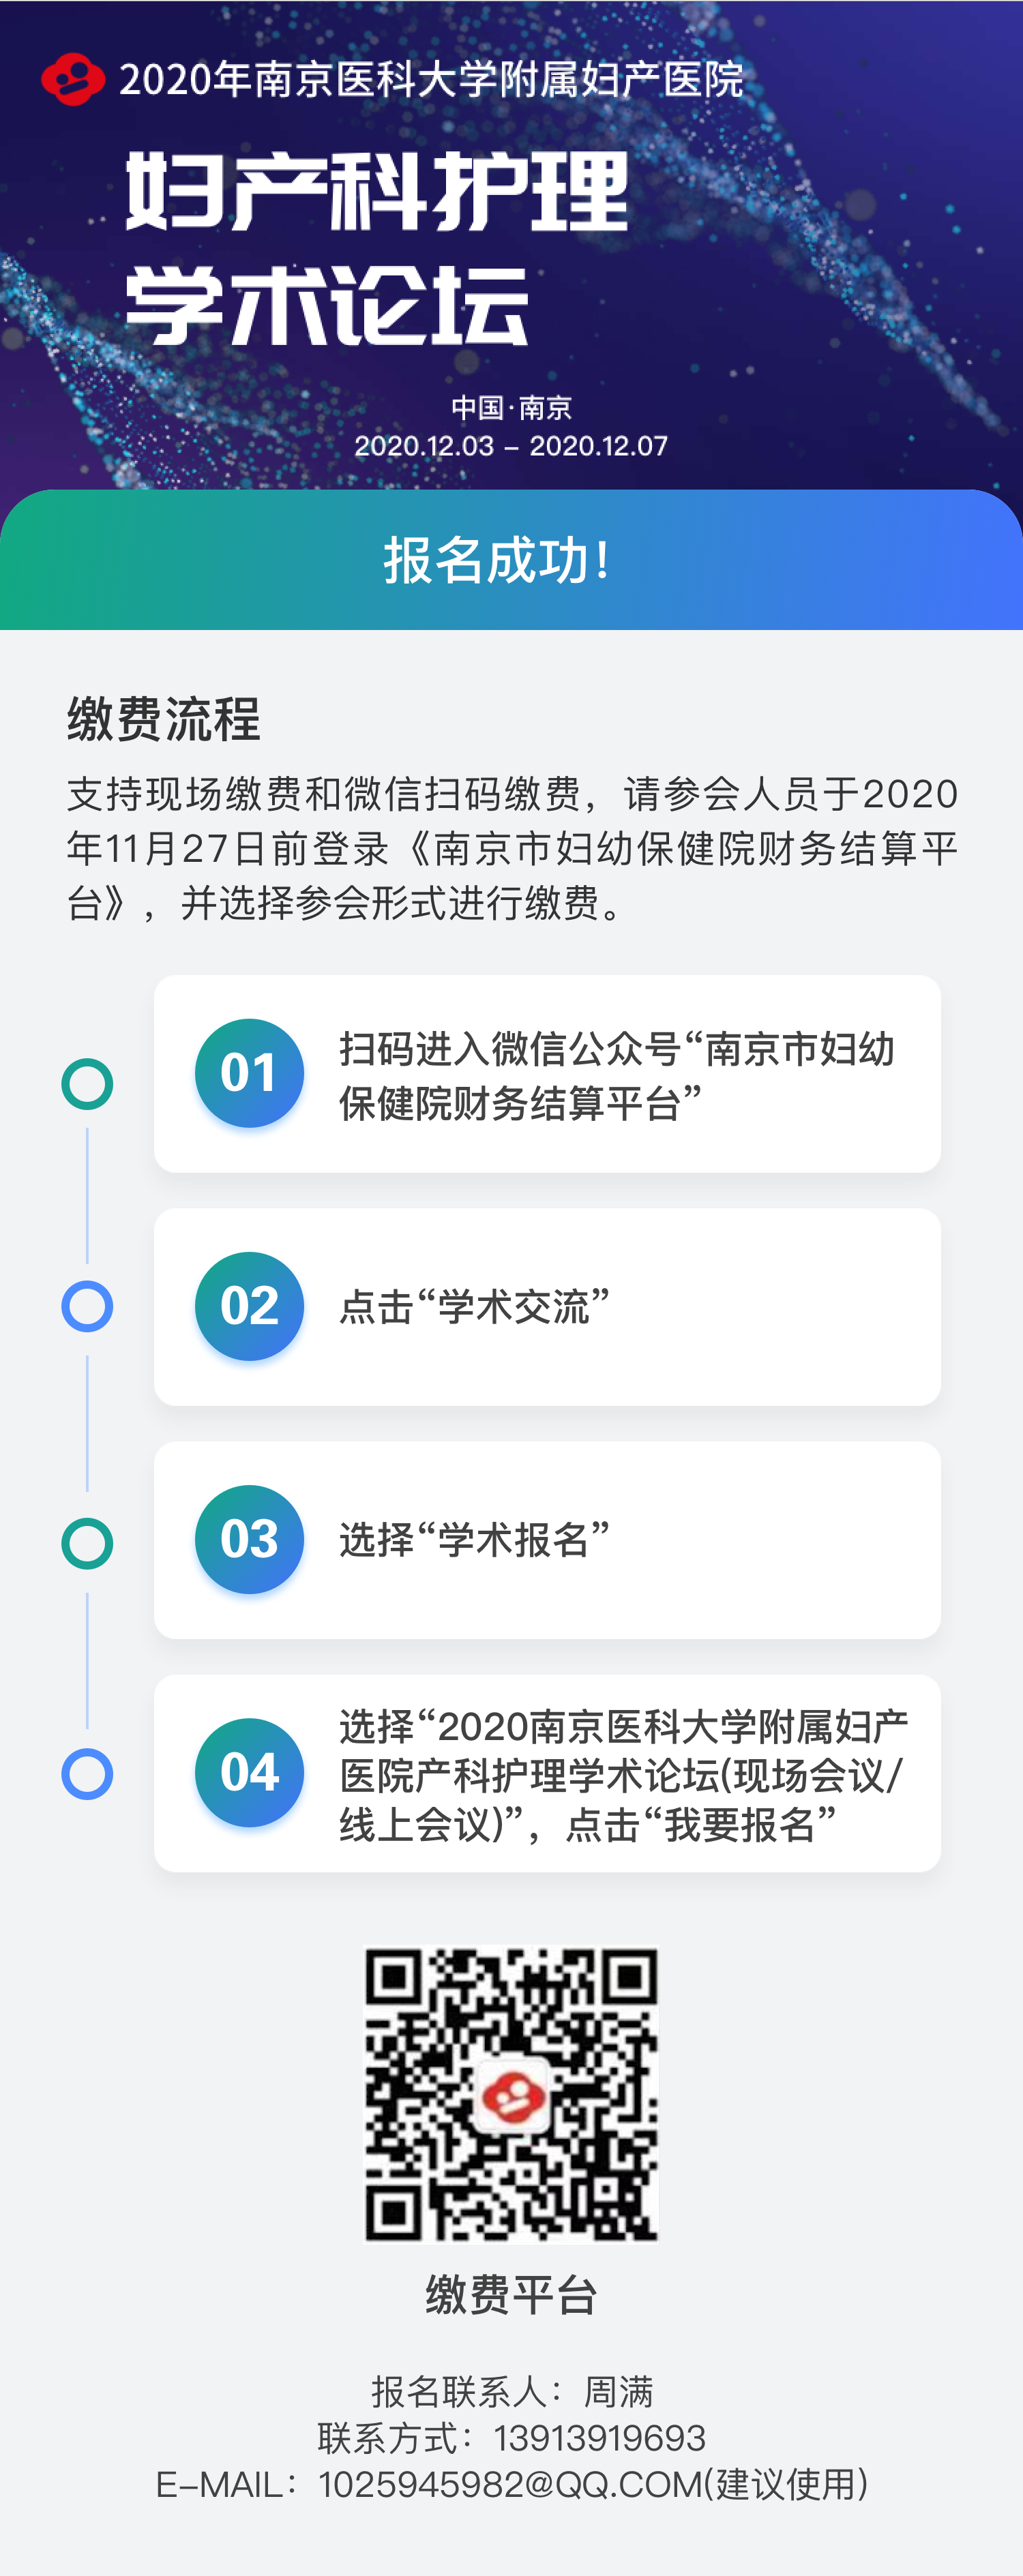 2020年南京医科大学附属妇产医院
妇产科护理
学术论坛
中国·南京
2020.12.03 - 2020.12.07
报名成功!
缴费流程
支持现场缴费和微信扫码缴费，请参会人员于2020
年11月27日前登录《南京市妇幼保健院财务结算平
台》，并选择参会形式进行缴费。
01
扫码进入微信公众号“南京市妇幼
保健院财务结算平台”
02
点击“学术交流”
03
选择“学术报名”
04
选择“2020南京医科大学附属妇产
医院产科护理学术论坛(现场会议/
线上会议)”，点击“我要报名”
缴费平台
报名联系人：周满
联系方式：13913919693
E-MAIL：1025945982@QQ.COM(建议使用)